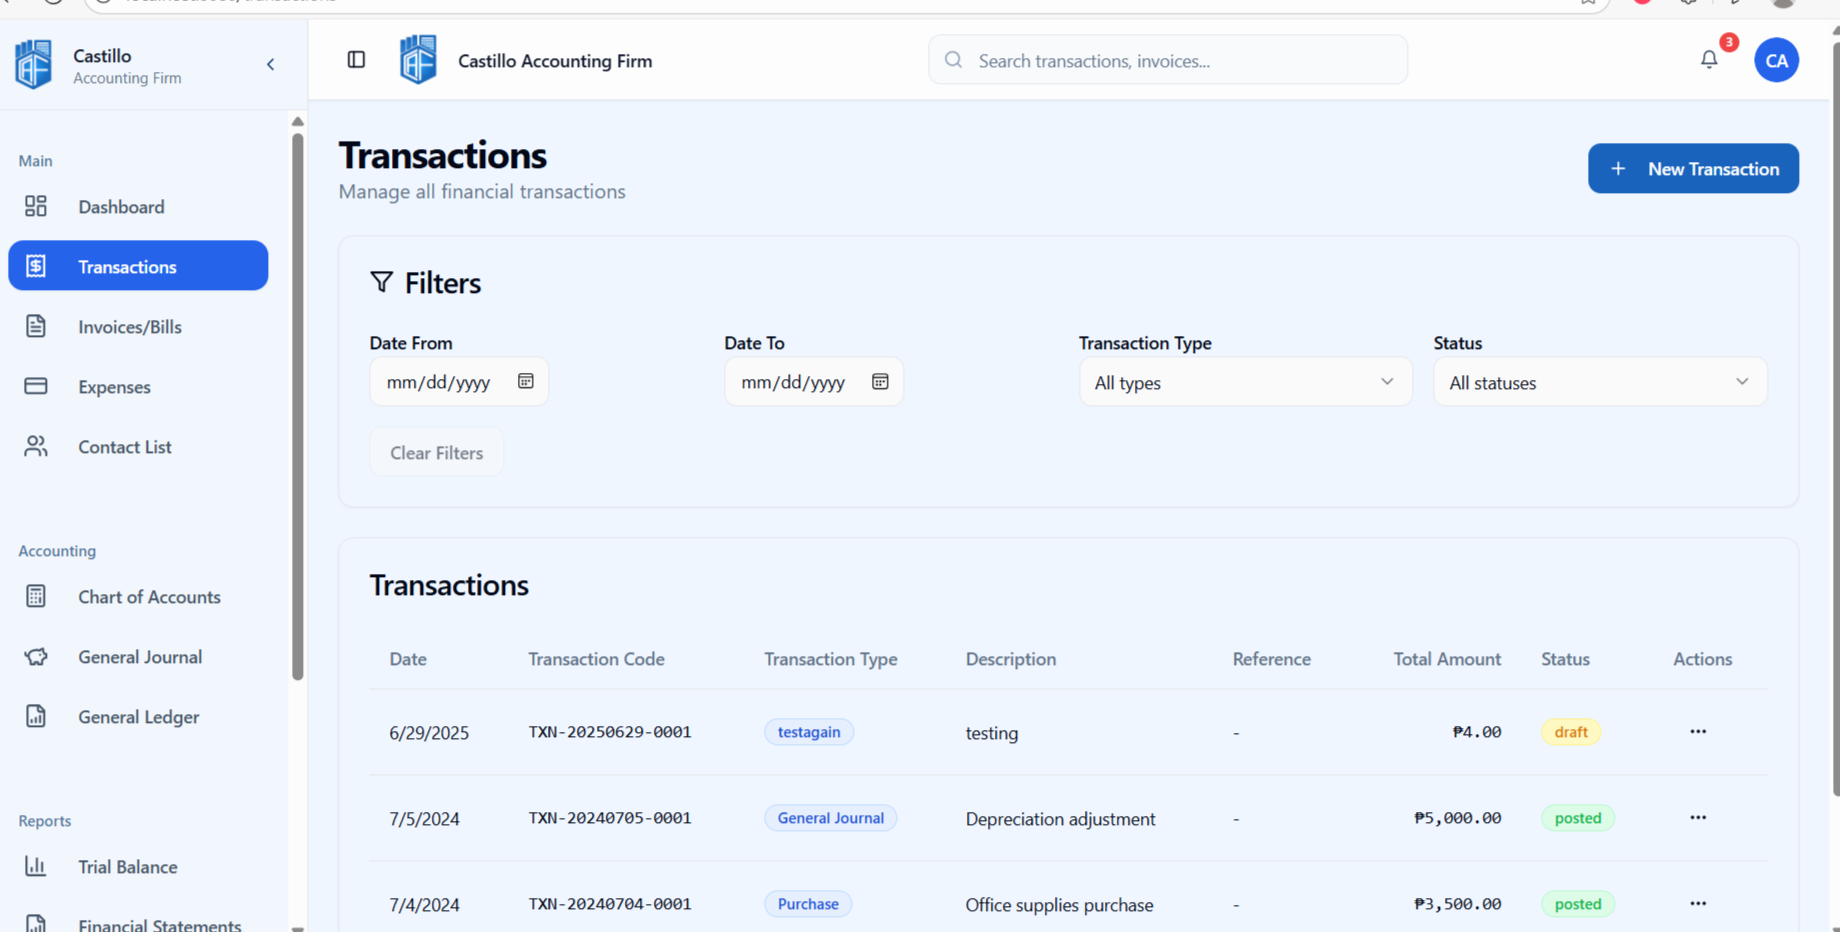 Castillo
Accounting Firm
Castillo Accounting Firm
Search transactions, invoices...
3
CA
Main
Dashboard
Transactions
Invoices/Bills
Expenses
Contact List
Accounting
Chart of Accounts
General Journal
General Ledger
Reports
Trial Balance
Financial Statements
Transactions
Manage all financial transactions
+ New Transaction
Filters
Date From
Date To
Transaction Type
Status
mm/dd/yyyy
mm/dd/yyyy
All types
All statuses
Clear Filters
Transactions
Date Transaction Code Transaction Type Description Reference Total Amount Status Actions
6/29/2025 TXN-20250629-0001 testagain testing - ₱4.00 draft ...
7/5/2024 TXN-20240705-0001 General Journal Depreciation adjustment - ₱5,000.00 posted ...
7/4/2024 TXN-20240704-0001 Purchase Office supplies purchase - ₱3,500.00 posted ...